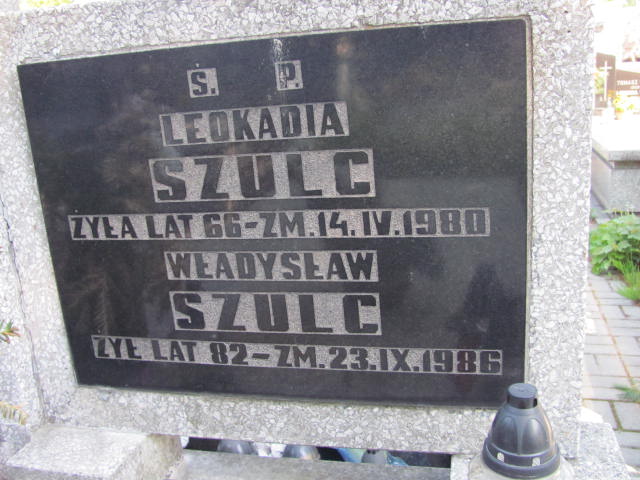 Ś. P.
LEOKADIA
SZULC
ŻYŁA LAT 66-ZM.14.IV.1980
WŁADYSŁAW
SZULC
ŻYŁ LAT 82-ZM.23.IX.1986